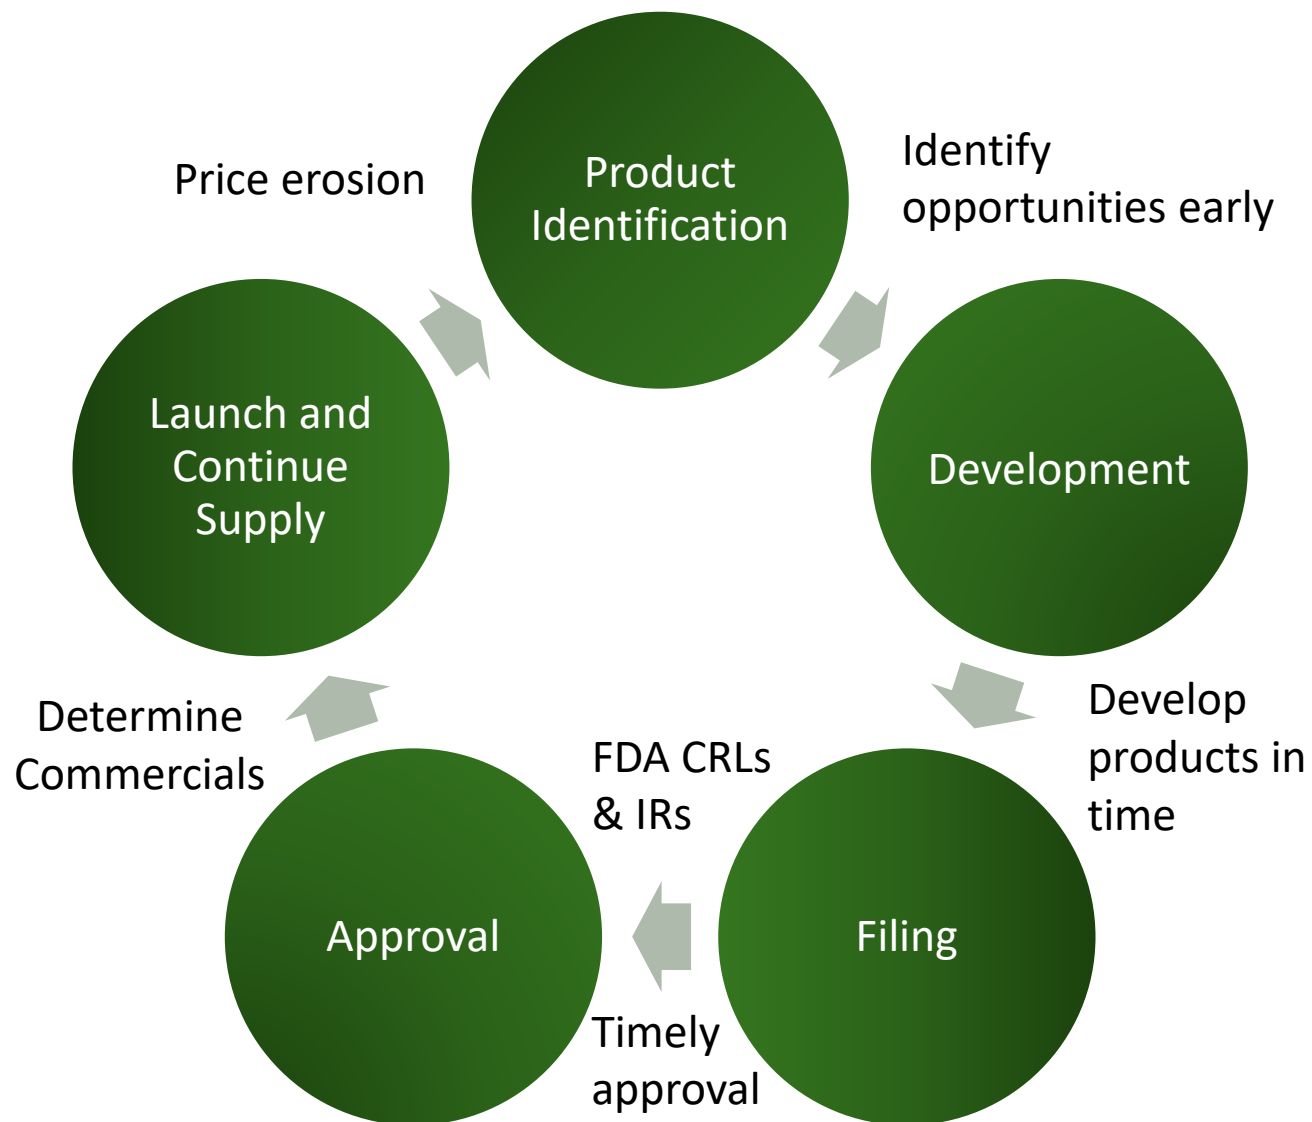 Product
Identification
Identify
opportunities early
Development
Develop
products in
time
Filing
FDA CRLs
& IRs
Timely
approval
Approval
Determine
Commercials
Launch and
Continue
Supply
Price erosion